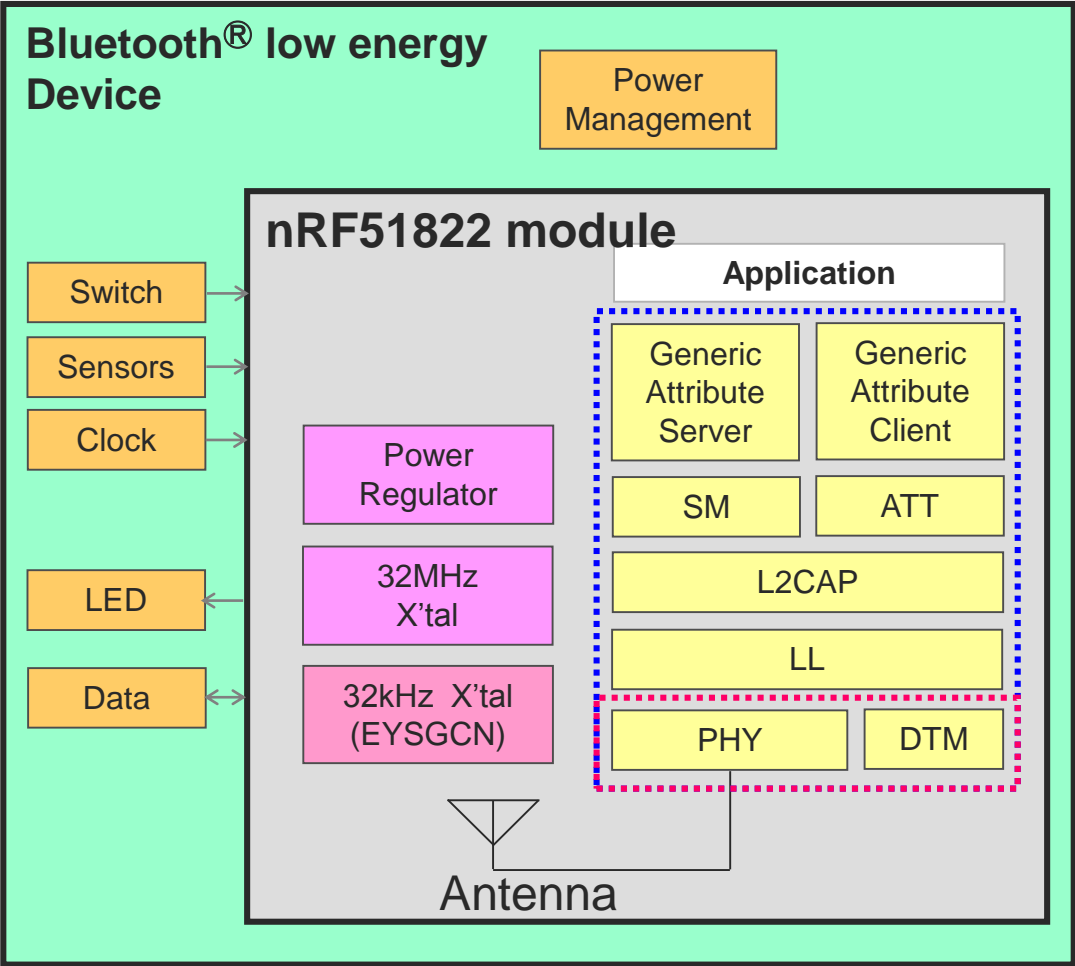 Bluetooth® low energy
Device
Power
Management
nRF51822 module
Application
Switch
Sensors
Clock
LED
Data
Power
Regulator
32MHz
X’tal
32kHz X’tal
(EYSGCN)
Generic
Attribute
Server
Generic
Attribute
Client
SM
ATT
L2CAP
LL
PHY
DTM
Antenna